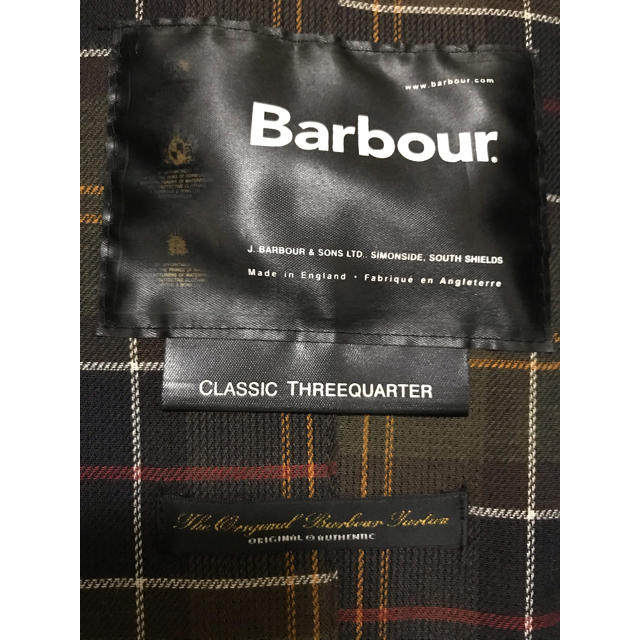 www.barbour.com
Barbour.
J. BARBOUR & SONS LTD. SIMONSIDE, SOUTH SHIELDS
Made in England • Fabriqué en Angleterre
CLASSIC THREEQUARTER
The Original Barbour Tartan
ORIGINAL & AUTHENTIC